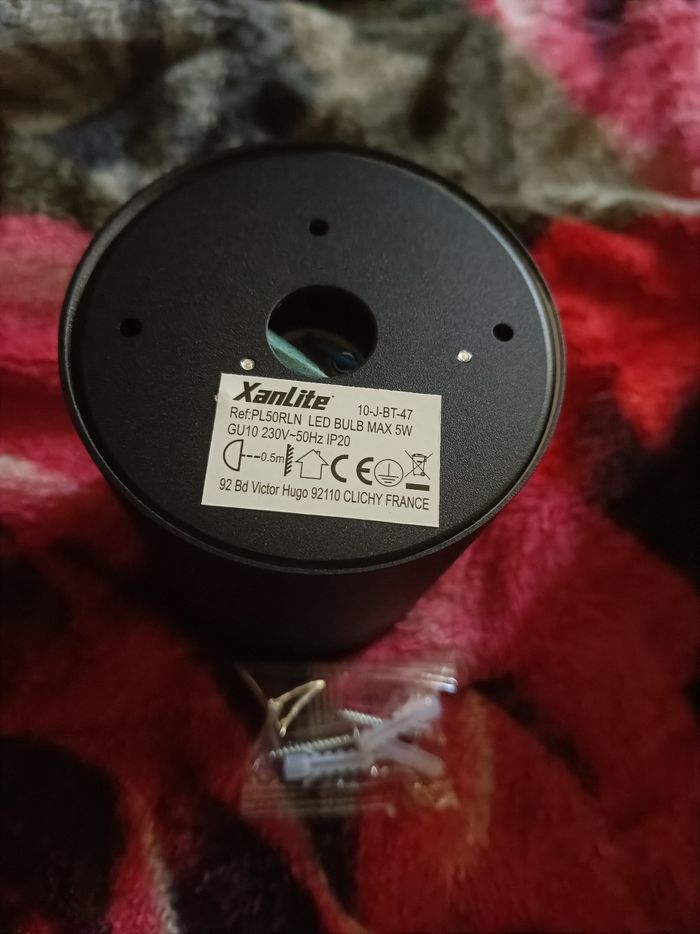 XanLite 10-J-BT-47
Ref:PL50RLN LED BULB MAX 5W
GU10 230V~50Hz IP20
0.5m CE
92 Bd Victor Hugo 92110 CLICHY FRANCE